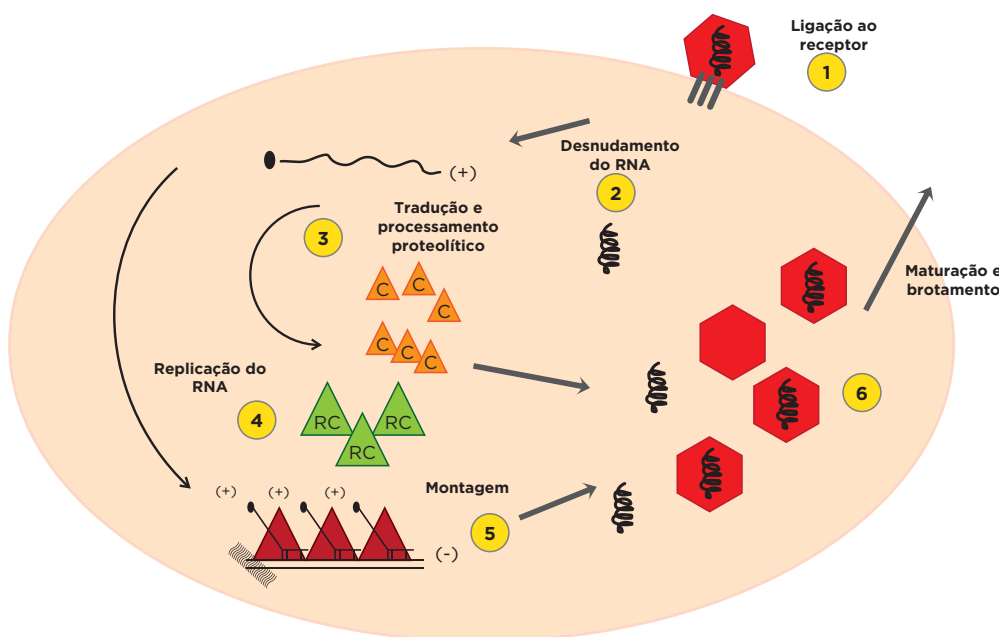 Ligação ao
receptor
1
Desnudamento
do RNA
2
(+)
Tradução e
processamento
proteolítico
3
C
C
C
C
C
C
Maturação e
brotamento
Replicação do
RNA
4
RC
RC
RC
6
Montagem
5
(+)
(+)
(+)
(-)